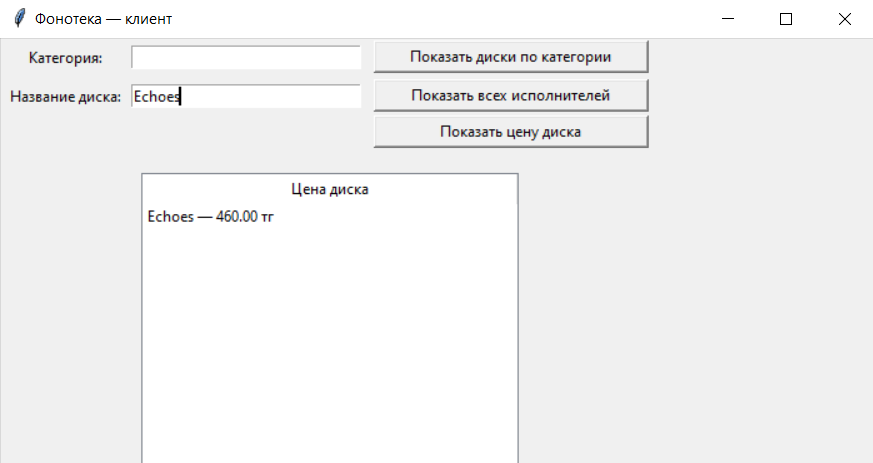 Фонотека — клиент
Категория:
Показать диски по категории
Название диска: Echoes
Показать всех исполнителей
Показать цену диска
Цена диска
Echoes — 460.00 тг